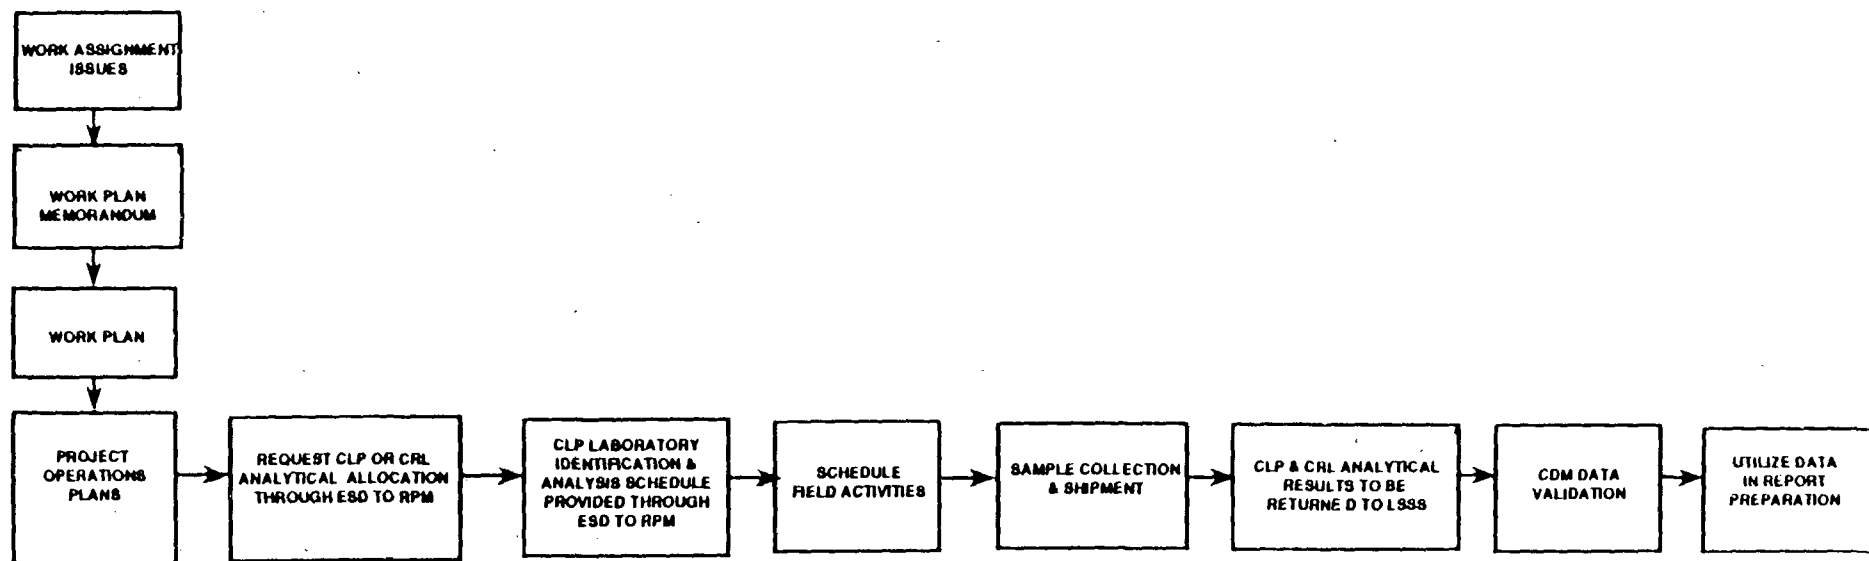 WORK ASSIGNMENT
ISSUES
WORK PLAN
MEMORANDUM
WORK PLAN
PROJECT
OPERATIONS
PLANS
REQUEST CLP OR CRL
ANALYTICAL ALLOCATION
THROUGH ESD TO RPM
CLP LABORATORY
IDENTIFICATION &
ANALYSIS SCHEDULE
PROVIDED THROUGH
ESD TO RPM
SCHEDULE
FIELD ACTIVITIES
SAMPLE COLLECTION
& SHIPMENT
CLP & CRL ANALYTICAL
RESULTS TO BE
RETURNE D TO LSSS
CDM DATA
VALIDATION
UTILIZE DATA
IN REPORT
PREPARATION